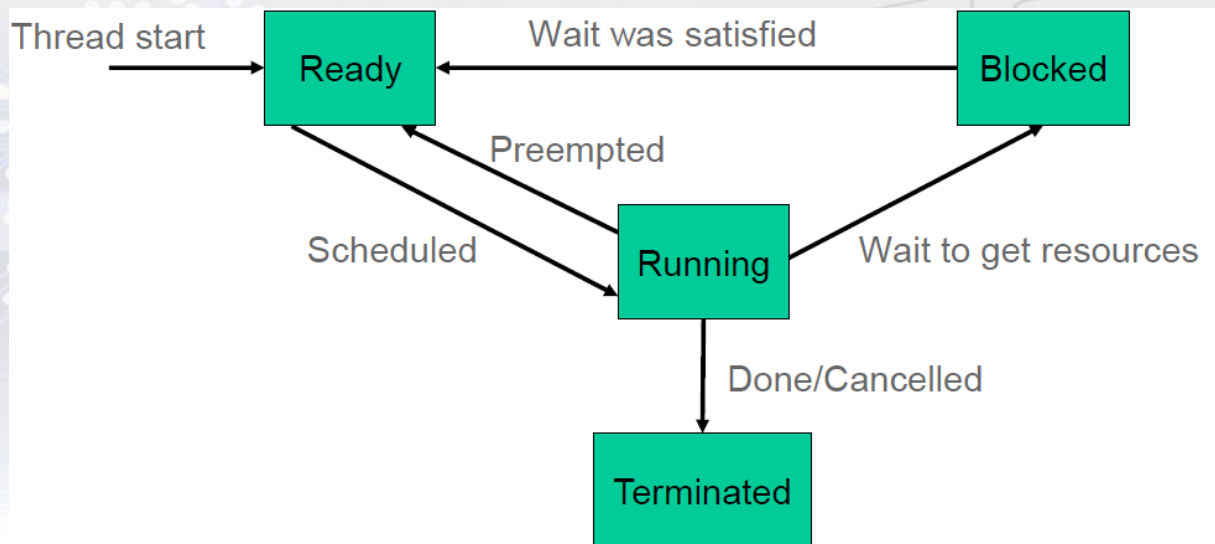 Thread start
Ready
Wait was satisfied
Blocked
Preempted
Scheduled
Running
Wait to get resources
Done/Cancelled
Terminated